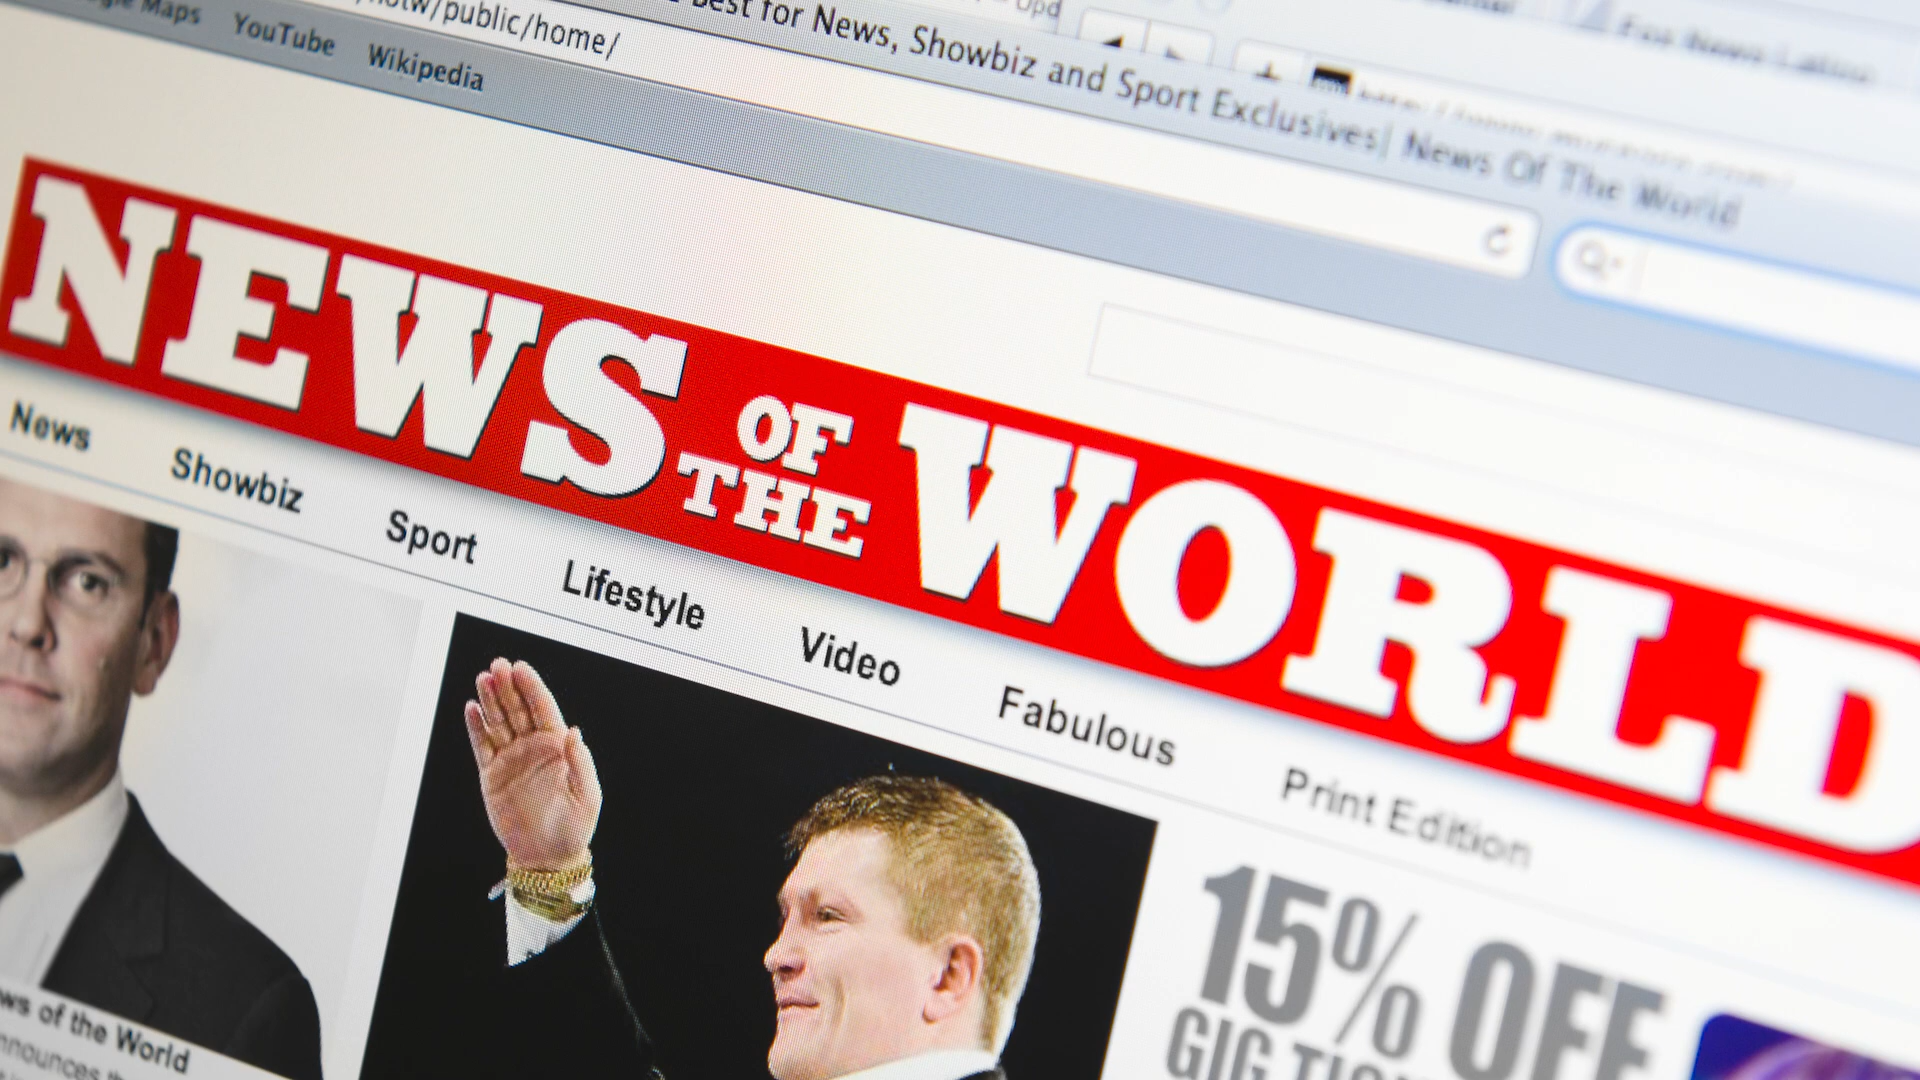 Maps YouTube Wikipedia
/public/home/
Best for News, Showbiz and Sport Exclusives| News Of The World
NEWS OF THE WORLD
News Showbiz Sport Lifestyle Video Fabulous Print Edition
15% OFF
GIG
of the World